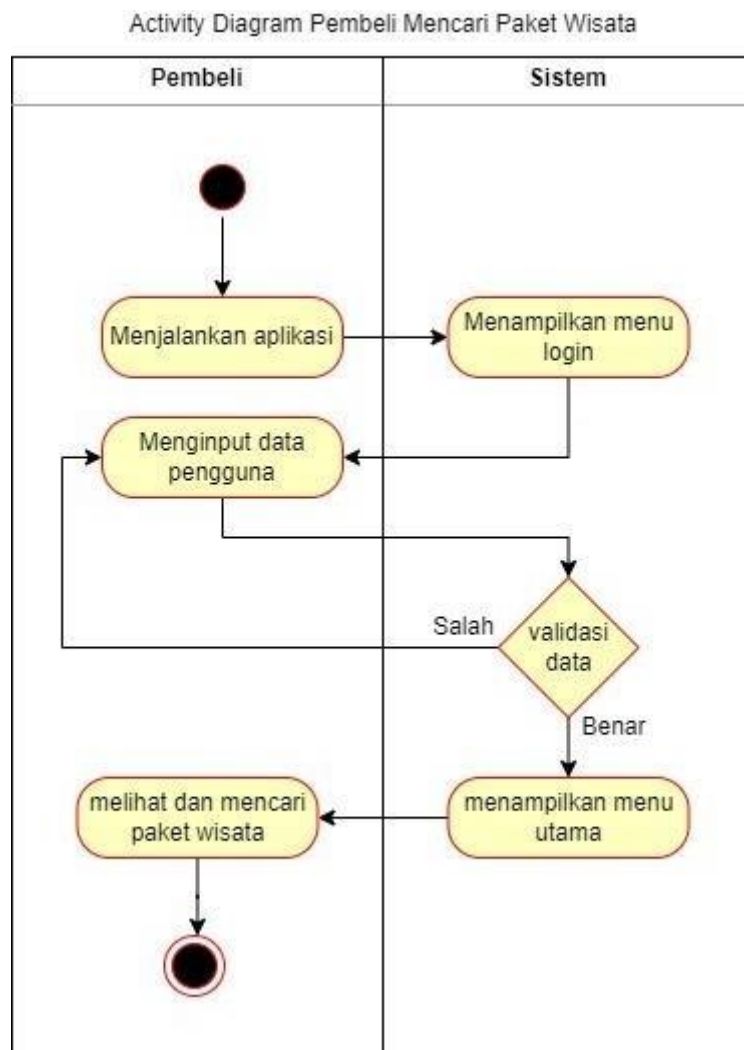 Activity Diagram Pembeli Mencari Paket Wisata
Pembeli
Sistem
Menjalankan aplikasi
Menampilkan menu
login
Menginput data
pengguna
validasi
data
Salah
Benar
menampilkan menu
utama
melihat dan mencari
paket wisata